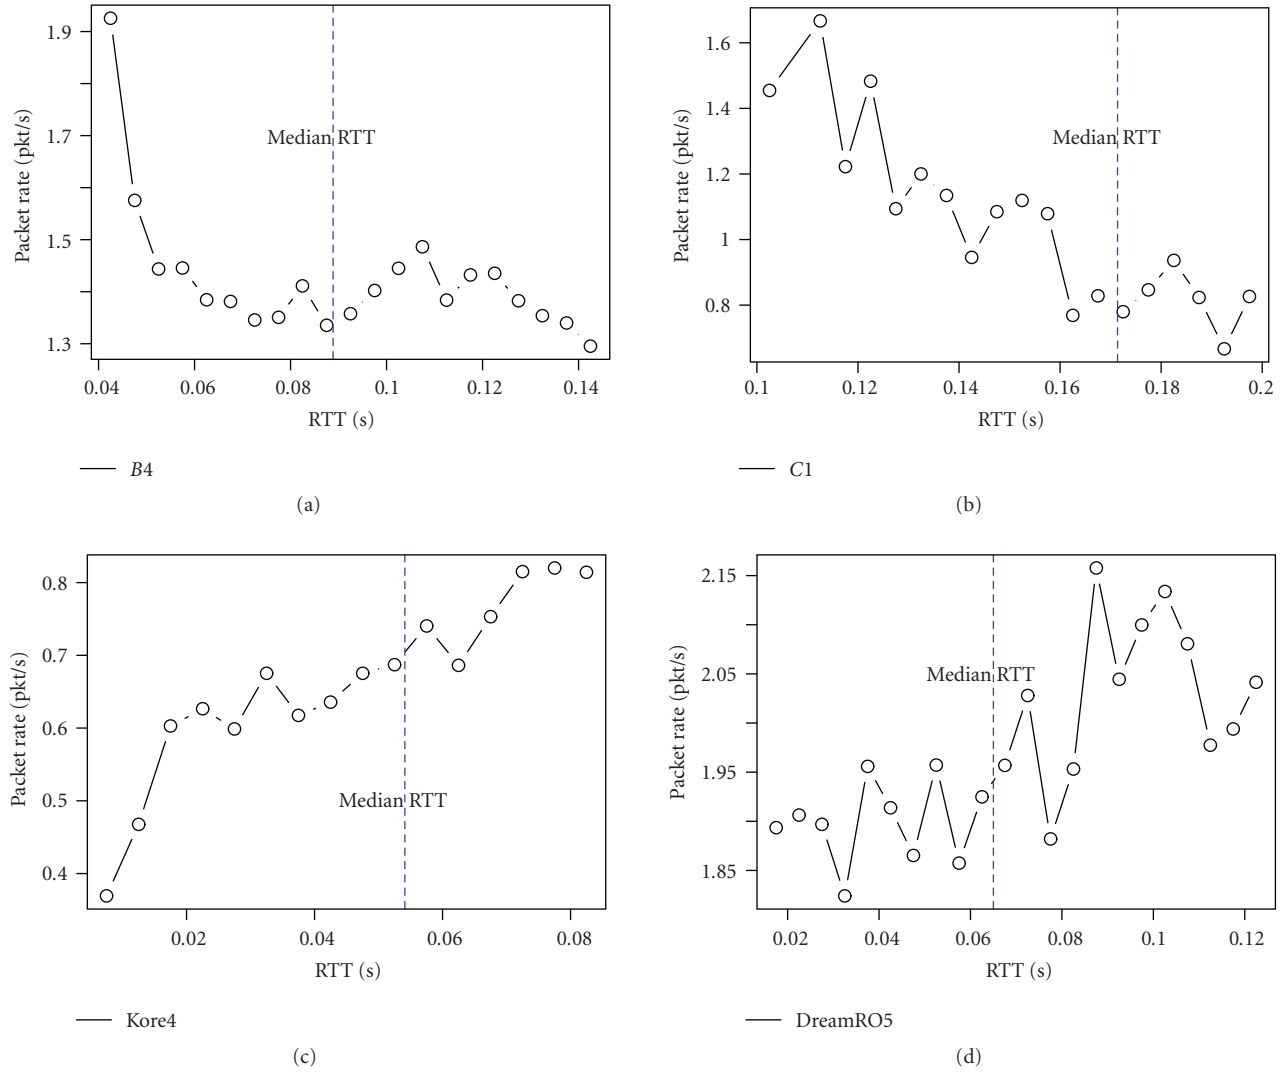 Packet rate (pkt/s)
1.9
1.7
1.5
1.3
Median RTT
0.04 0.06 0.08 0.1 0.12 0.14
RTT (s)
B4
(a)
Packet rate (pkt/s)
1.6
1.4
1.2
1
0.8
Median RTT
0.1 0.12 0.14 0.16 0.18 0.2
RTT (s)
C1
(b)
Packet rate (pkt/s)
0.8
0.7
0.6
0.5
0.4
Median RTT
0.02 0.04 0.06 0.08
RTT (s)
Kore4
(c)
Packet rate (pkt/s)
2.15
2.05
1.95
1.85
Median RTT
0.02 0.04 0.06 0.08 0.1 0.12
RTT (s)
DreamRO5
(d)